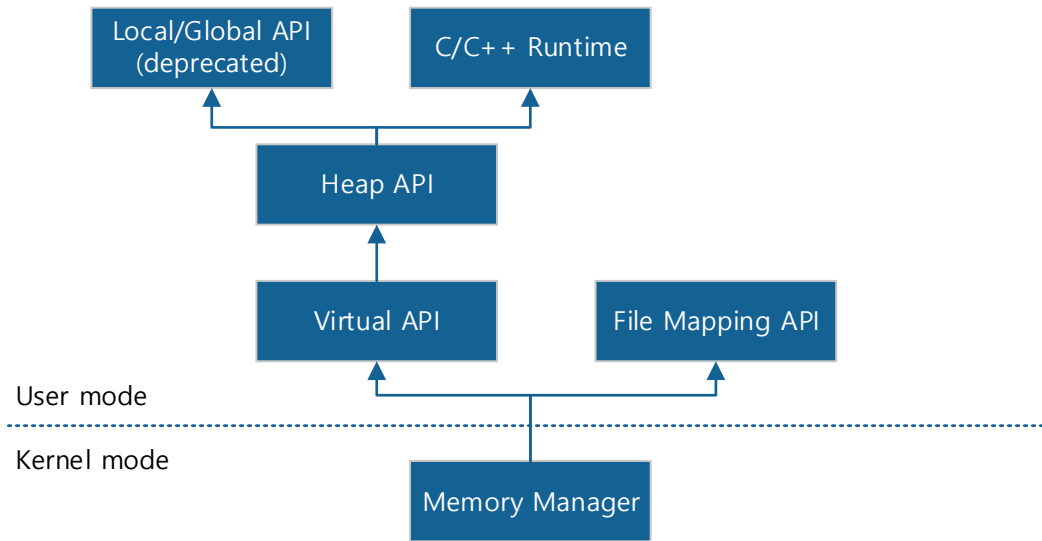 Local/Global API
(deprecated)
C/C++ Runtime
Heap API
Virtual API
File Mapping API
User mode
Kernel mode
Memory Manager